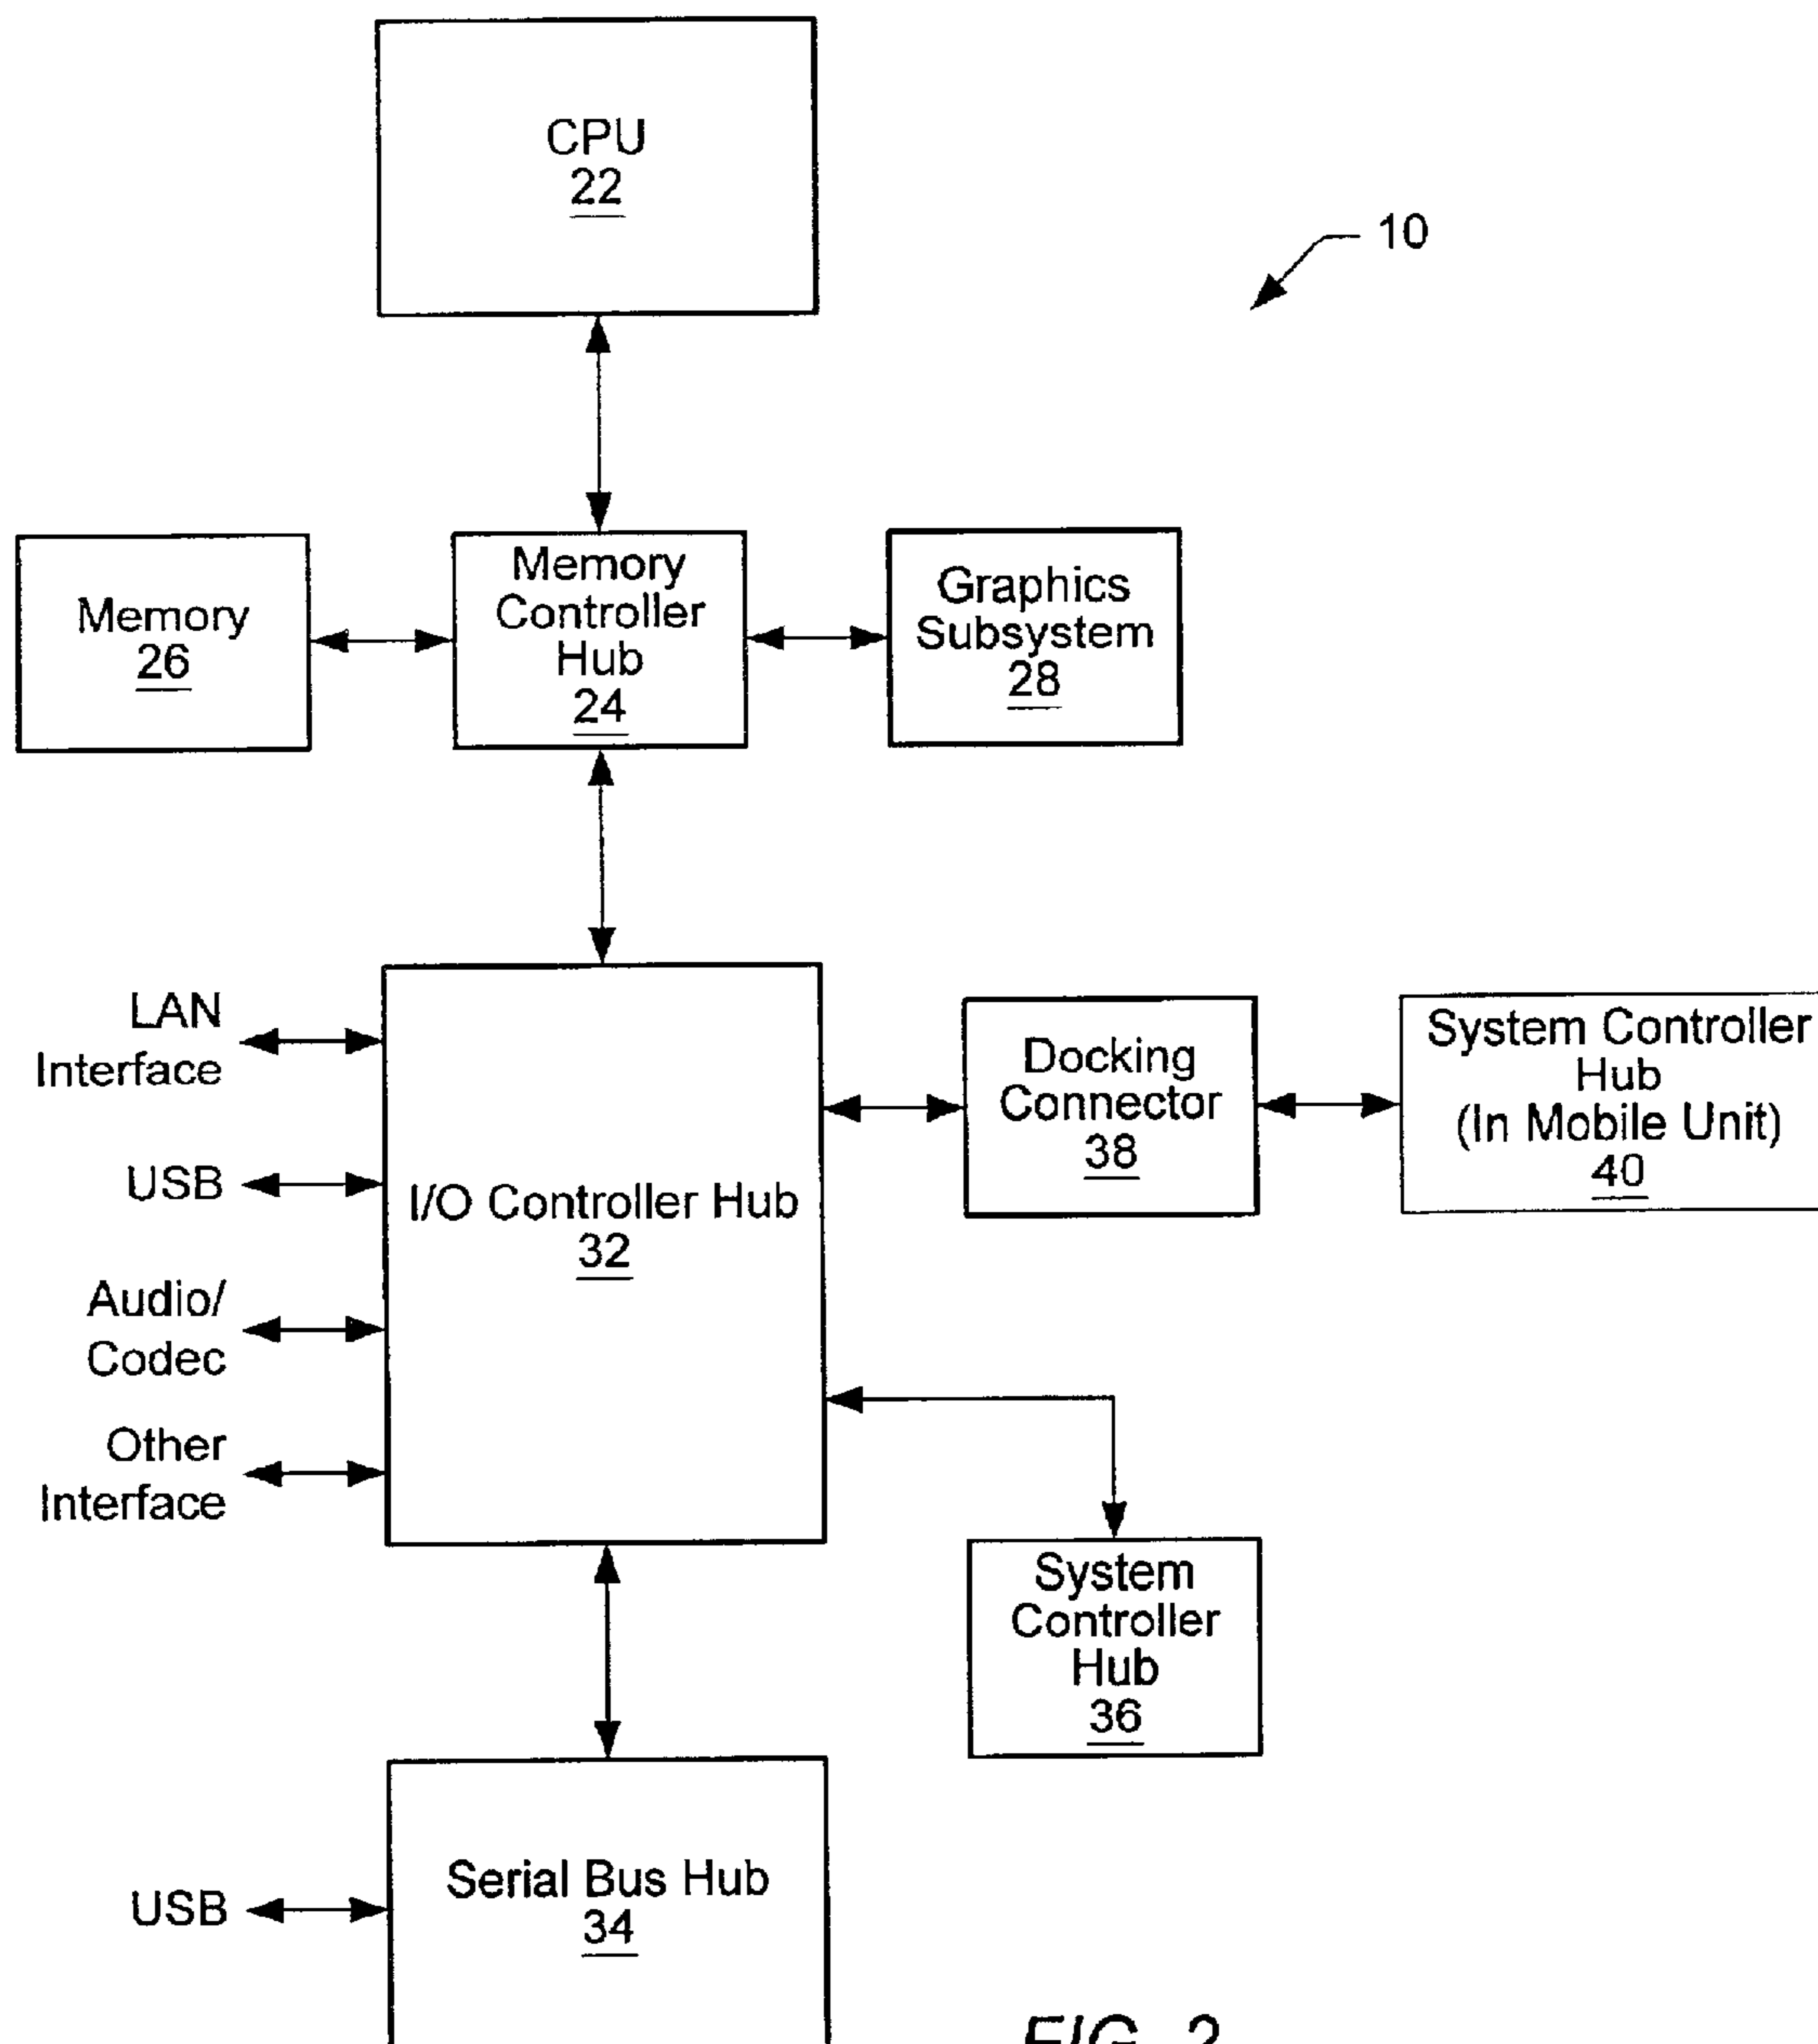 CPU
22
10
Memory
26
Memory
Controller
Hub
24
Graphics
Subsystem
28
LAN
Interface
USB
Audio/
Codec
Other
Interface
I/O Controller Hub
32
Docking
Connector
38
System Controller
Hub
(In Mobile Unit)
40
System
Controller
Hub
36
USB
Serial Bus Hub
34
FIG. 2